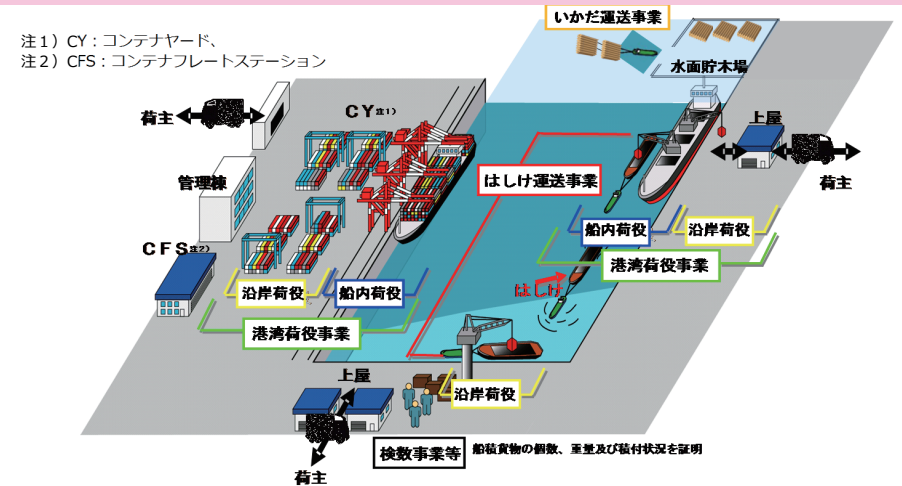 いかだ運送事業
注１）CY：コンテナヤード、
注２）CFS：コンテナフレートステーション
水面貯木場
CY注1)
荷主
上屋
荷主
はしけ運送事業
管理棟
船内荷役
沿岸荷役
CFS注2)
港湾荷役事業
はしけ
沿岸荷役
船内荷役
港湾荷役事業
上屋
沿岸荷役
検数事業等
船積貨物の個数、重量及び積付状況を証明
荷主